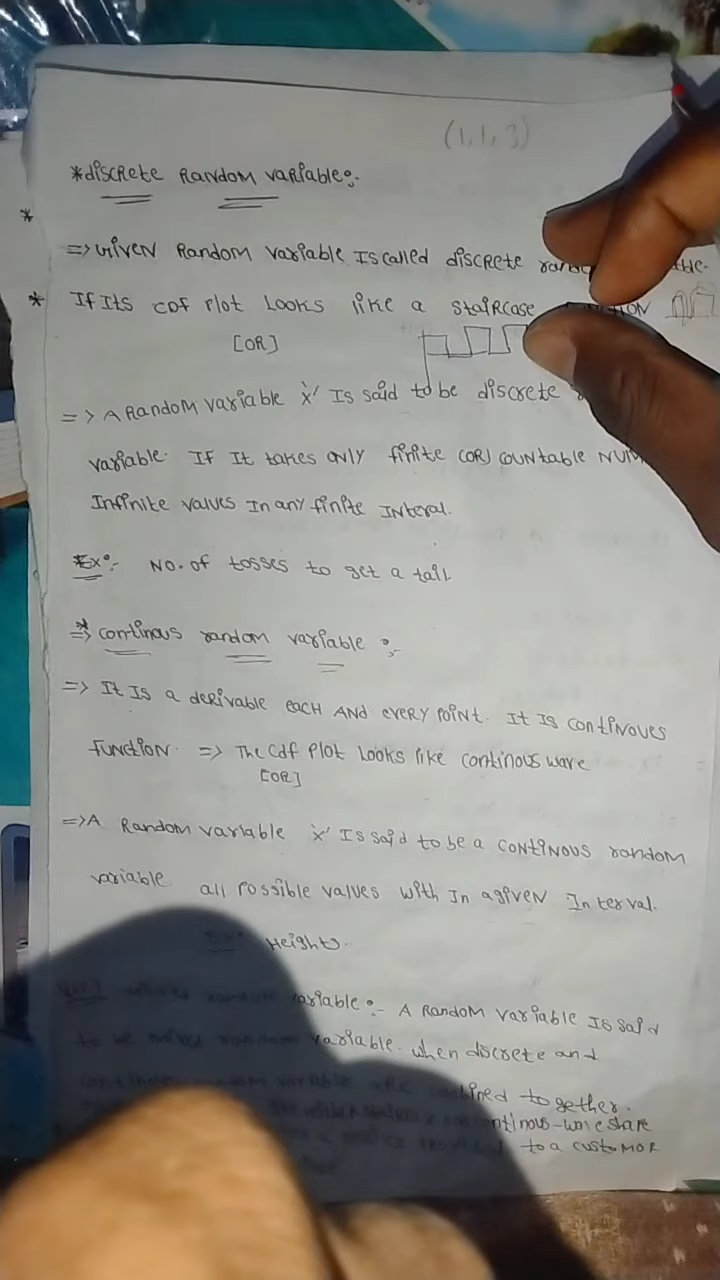 (1,1,3)
*discrete Random variable:-
*
=> Given Random variable Is called discrete
* If Its cdf Plot Looks like a staircase
[OR]
=> A Random variable 'x' Is said to be discrete
variable. If It takes only finite (OR) countable
Infinite values In any finite Interal.
Ex:- No. of tosses to get a tail
=> continous random variable :-
=> It Is a derivable each And every Point. It Is continoues
function. => The cdf Plot Looks like continous wave
[OR]
=> A Random variable 'x' Is said to be a continous random
variable. all Possible values with In a given Interval.
Ex: Heights.
variable:- A Random variable Is said
variable. when discrete and
combined together.
share
to a customor